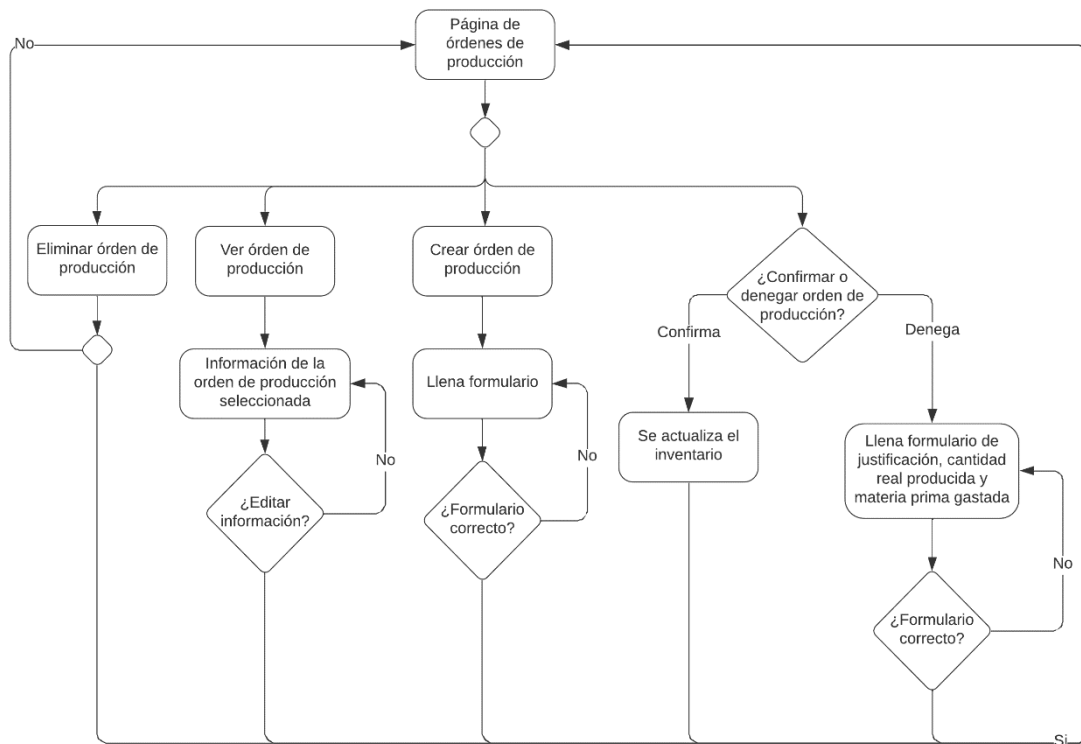 Página de
órdenes de
producción
No
Eliminar órden de
producción
Ver órden de
producción
Crear órden de
producción
¿Confirmar o
denegar orden de
producción?
Confirma
Denega
Información de la
orden de producción
seleccionada
Llena formulario
Se actualiza el
inventario
Llena formulario de
justificación, cantidad
real producida y
materia prima gastada
No
No
¿Editar
información?
¿Formulario
correcto?
No
¿Formulario
correcto?
Si